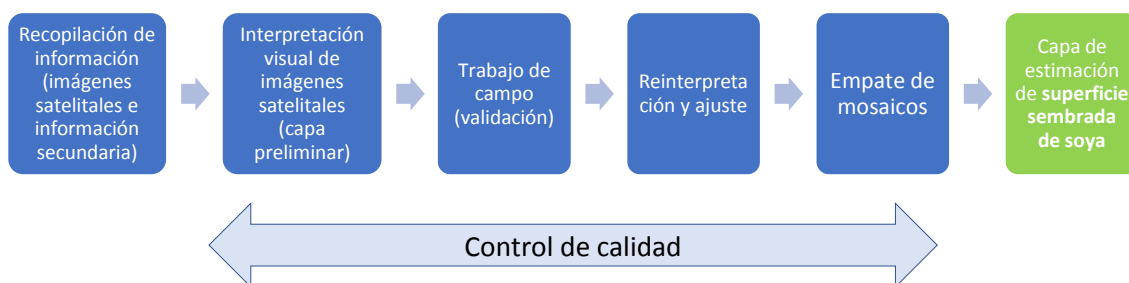 Recopilación de
información
(imágenes
satelitales e
información
secundaria)
Interpretación
visual de
imágenes
satelitales
(capa
preliminar)
Trabajo de
campo
(validación)
Reinterpreta
ción y ajuste
Empate de
mosaicos
Capa de
estimación
de superficie
sembrada
de soya
Control de calidad